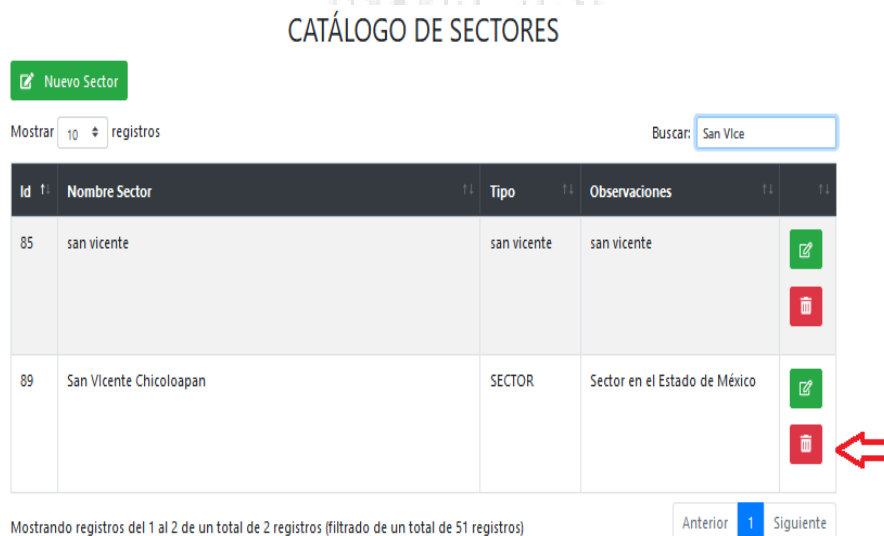 CATÁLOGO DE SECTORES
Nuevo Sector
Mostrar 10 registros Buscar: San VIce
Id Nombre Sector Tipo Observaciones
85 san vicente san vicente san vicente
89 San VIcente Chicoloapan SECTOR Sector en el Estado de México
Mostrando registros del 1 al 2 de un total de 2 registros (filtrado de un total de 51 registros) Anterior 1 Siguiente